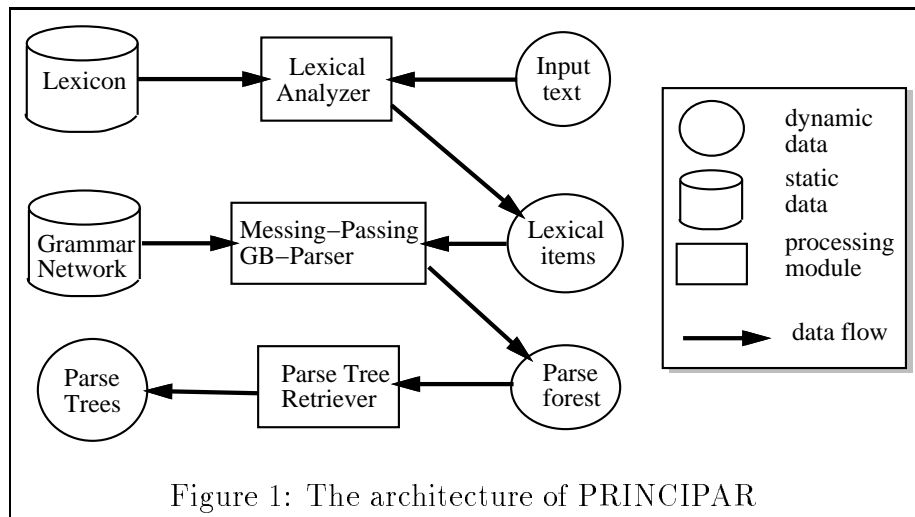 Lexicon
Lexical
Analyzer
Input
text
Grammar
Network
Messing−Passing
GB−Parser
Lexical
items
Parse
Trees
Parse Tree
Retriever
Parse
forest
dynamic
data
static
data
processing
module
data flow
Figure 1: The architecture of PRINCIPAR